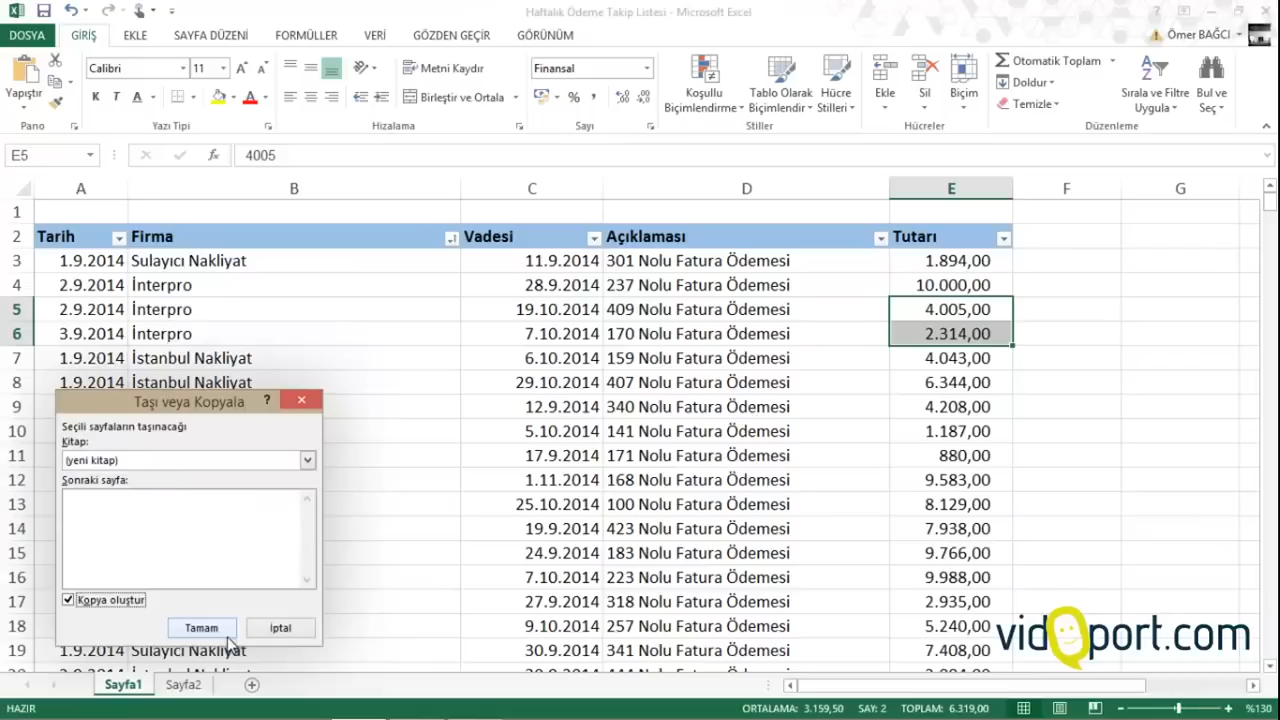 Haftalık Ödeme Takip Listesi - Microsoft Excel
DOSYA GİRİŞ EKLE SAYFA DÜZENİ FORMÜLLER VERİ GÖZDEN GEÇİR GÖRÜNÜM Ömer BAĞCI
Yapıştır
Calibri 11
K T A
Metni Kaydır
Birleştir ve Ortala
Finansal
Koşullu Biçimlendirme
Tablo Olarak Biçimlendir
Hücre Stilleri
Ekle Sil Biçim
Otomatik Toplam
Doldur
Temizle
Sırala ve Filtre Uygula
Bul ve Seç
Pano Yazı Tipi Hizalama Sayı Stiller Hücreler Düzenleme
E5 fx 4005
A B C D E F G
1
2 Tarih Firma Vadesi Açıklaması Tutarı
3 1.9.2014 Sulayıcı Nakliyat 11.9.2014 301 Nolu Fatura Ödemesi 1.894,00
4 2.9.2014 İnterpro 28.9.2014 237 Nolu Fatura Ödemesi 10.000,00
5 2.9.2014 İnterpro 19.10.2014 409 Nolu Fatura Ödemesi 4.005,00
6 3.9.2014 İnterpro 7.10.2014 170 Nolu Fatura Ödemesi 2.314,00
7 1.9.2014 İstanbul Nakliyat 6.10.2014 159 Nolu Fatura Ödemesi 4.043,00
8 1.9.2014 İstanbul Nakliyat 29.10.2014 407 Nolu Fatura Ödemesi 6.344,00
9 12.9.2014 340 Nolu Fatura Ödemesi 4.208,00
10 5.10.2014 141 Nolu Fatura Ödemesi 1.187,00
11 17.9.2014 171 Nolu Fatura Ödemesi 880,00
12 1.11.2014 168 Nolu Fatura Ödemesi 9.583,00
13 25.10.2014 100 Nolu Fatura Ödemesi 8.129,00
14 19.9.2014 423 Nolu Fatura Ödemesi 7.938,00
15 24.9.2014 183 Nolu Fatura Ödemesi 9.766,00
16 7.10.2014 223 Nolu Fatura Ödemesi 9.988,00
17 27.9.2014 318 Nolu Fatura Ödemesi 2.935,00
18 9.10.2014 257 Nolu Fatura Ödemesi 5.240,00
19 1.9.2014 Sulayıcı Nakliyat 30.9.2014 341 Nolu Fatura Ödemesi 7.408,00
Taşı veya Kopyala ?
Seçili sayfaların taşınacağı
Kitap:
(yeni kitap)
Sonraki sayfa:
Kopya oluştur
Tamam İptal
vidoport.com
Sayfa1 Sayfa2
HAZIR ORTALAMA: 3.159,50 SAY: 2 TOPLAM: 6.319,00 %130